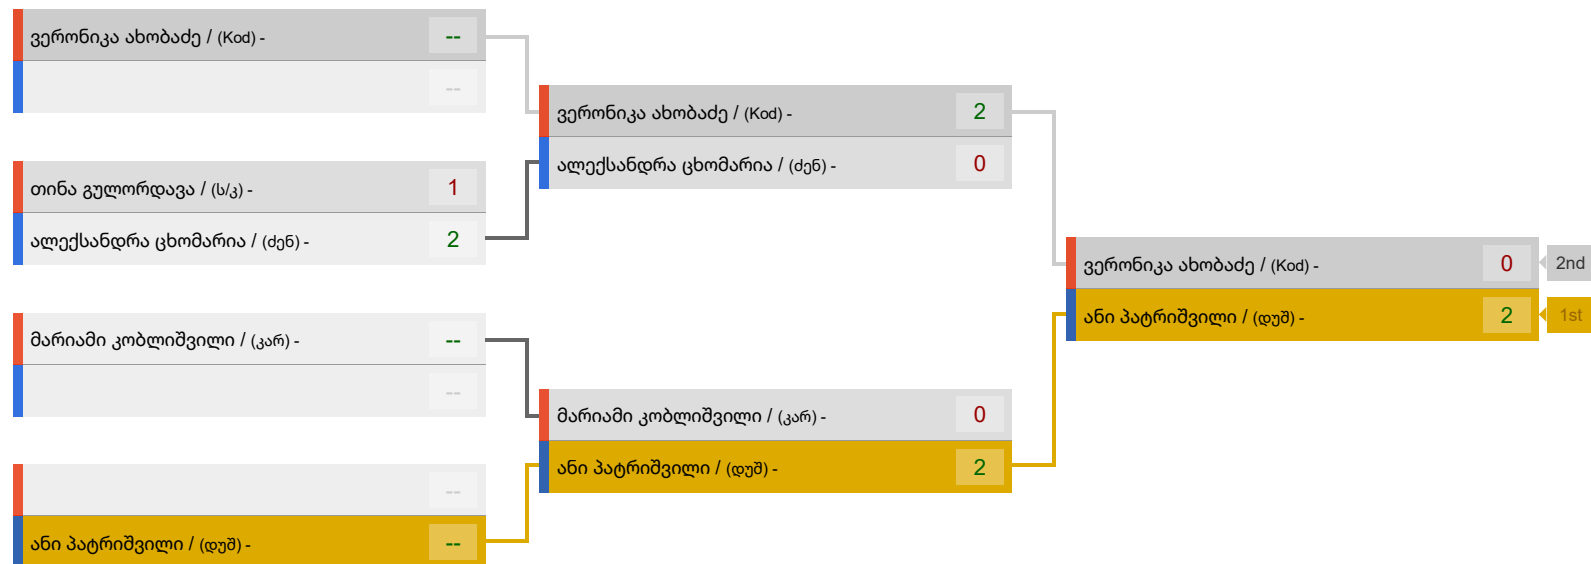 ვერონიკა ახობაძე / (Kod) - --
--
თინა გულორდავა / (ს/კ) - 1
ალექსანდრა ცხომარია / (ძენ) - 2
მარიამი კობლიშვილი / (კარ) - --
--
--
ანი პატრიშვილი / (დუშ) - --
ვერონიკა ახობაძე / (Kod) - 2
ალექსანდრა ცხომარია / (ძენ) - 0
მარიამი კობლიშვილი / (კარ) - 0
ანი პატრიშვილი / (დუშ) - 2
ვერონიკა ახობაძე / (Kod) - 0 2nd
ანი პატრიშვილი / (დუშ) - 2 1st